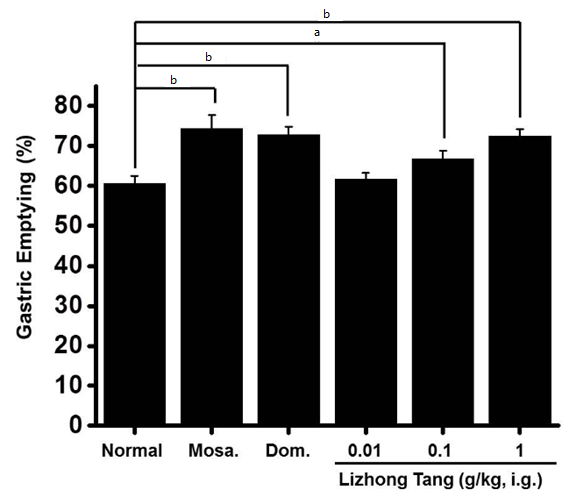 b
a
b
b
80
70
60
50
40
30
20
10
0
Gastric Emptying (%)
Normal Mosa. Dom. 0.01 0.1 1
Lizhong Tang (g/kg, i.g.)